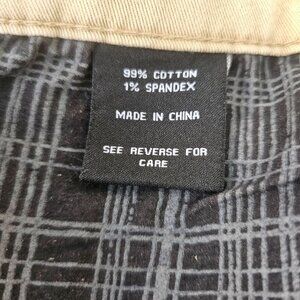 99% COTTON
1% SPANDEX
MADE IN CHINA
SEE REVERSE FOR
CARE